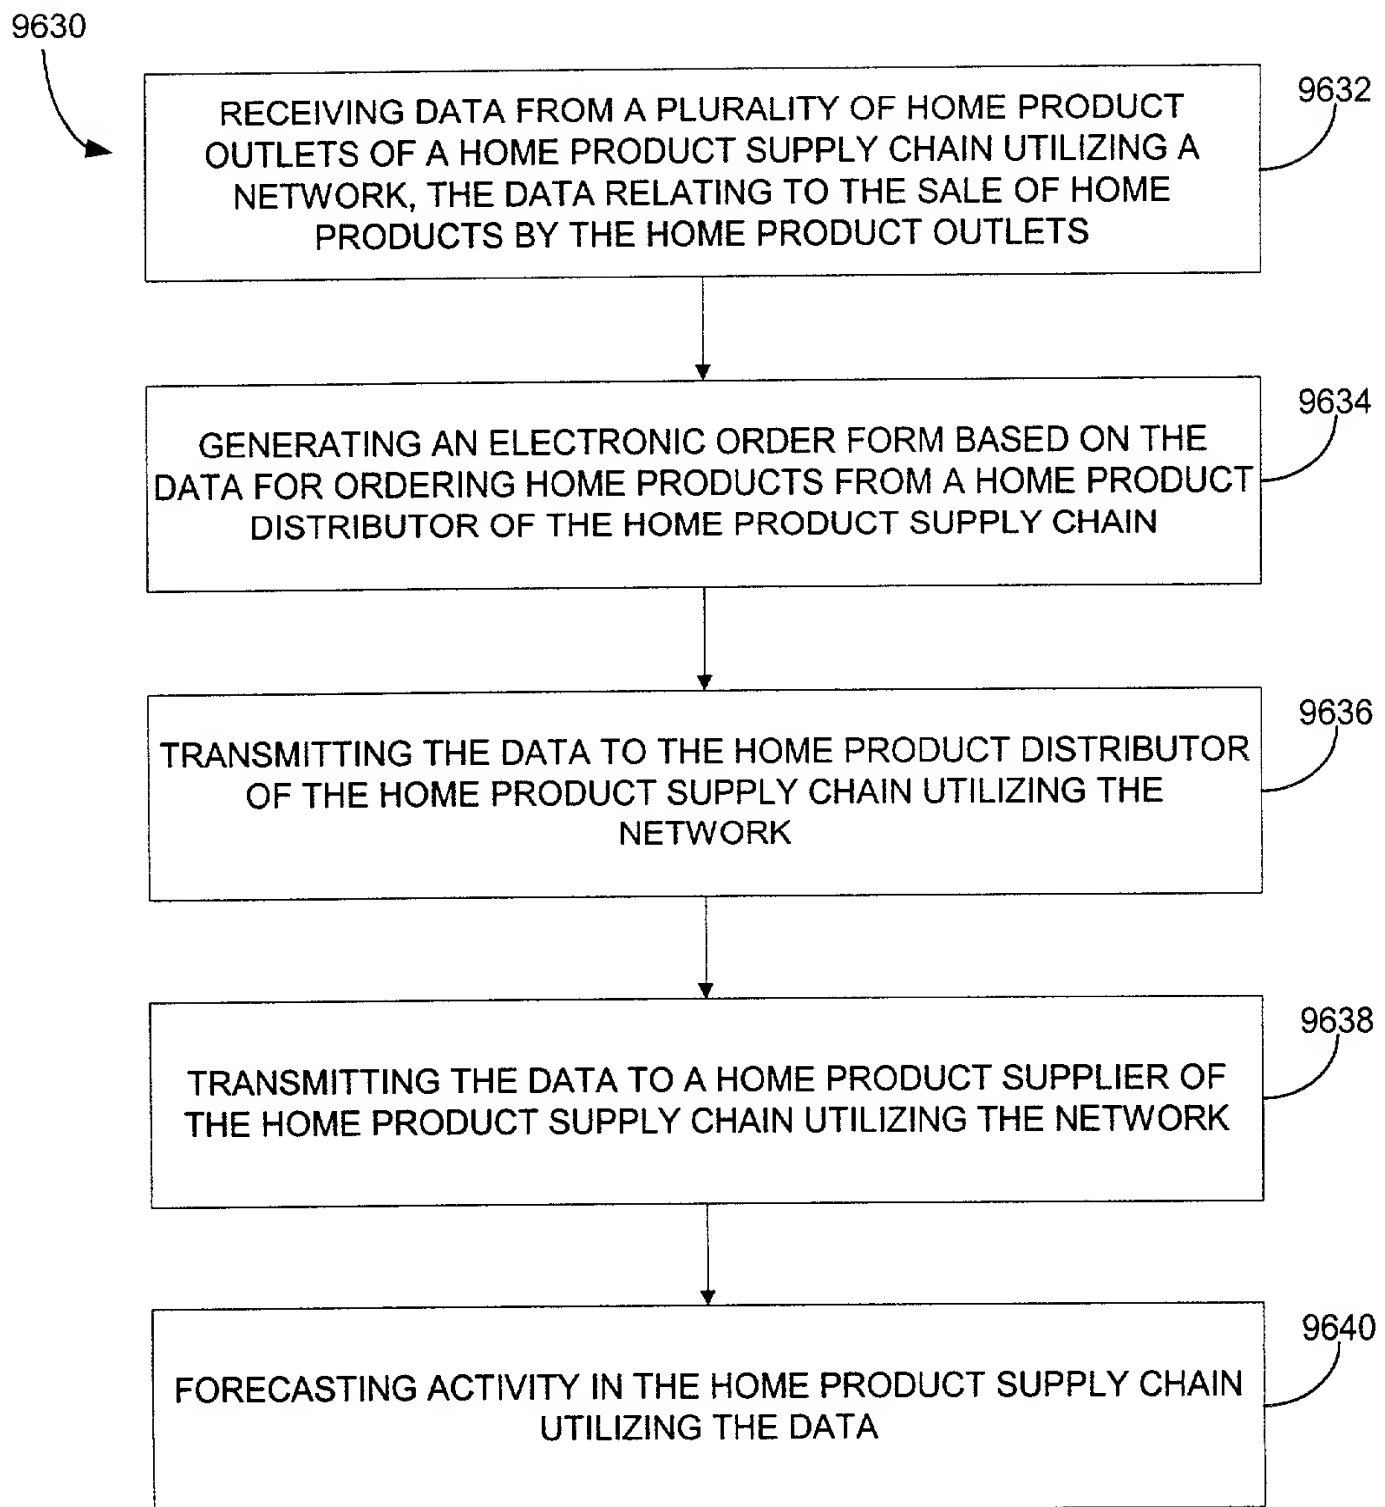 9630
9632
RECEIVING DATA FROM A PLURALITY OF HOME PRODUCT
OUTLETS OF A HOME PRODUCT SUPPLY CHAIN UTILIZING A
NETWORK, THE DATA RELATING TO THE SALE OF HOME
PRODUCTS BY THE HOME PRODUCT OUTLETS
9634
GENERATING AN ELECTRONIC ORDER FORM BASED ON THE
DATA FOR ORDERING HOME PRODUCTS FROM A HOME PRODUCT
DISTRIBUTOR OF THE HOME PRODUCT SUPPLY CHAIN
9636
TRANSMITTING THE DATA TO THE HOME PRODUCT DISTRIBUTOR
OF THE HOME PRODUCT SUPPLY CHAIN UTILIZING THE
NETWORK
9638
TRANSMITTING THE DATA TO A HOME PRODUCT SUPPLIER OF
THE HOME PRODUCT SUPPLY CHAIN UTILIZING THE NETWORK
9640
FORECASTING ACTIVITY IN THE HOME PRODUCT SUPPLY CHAIN
UTILIZING THE DATA